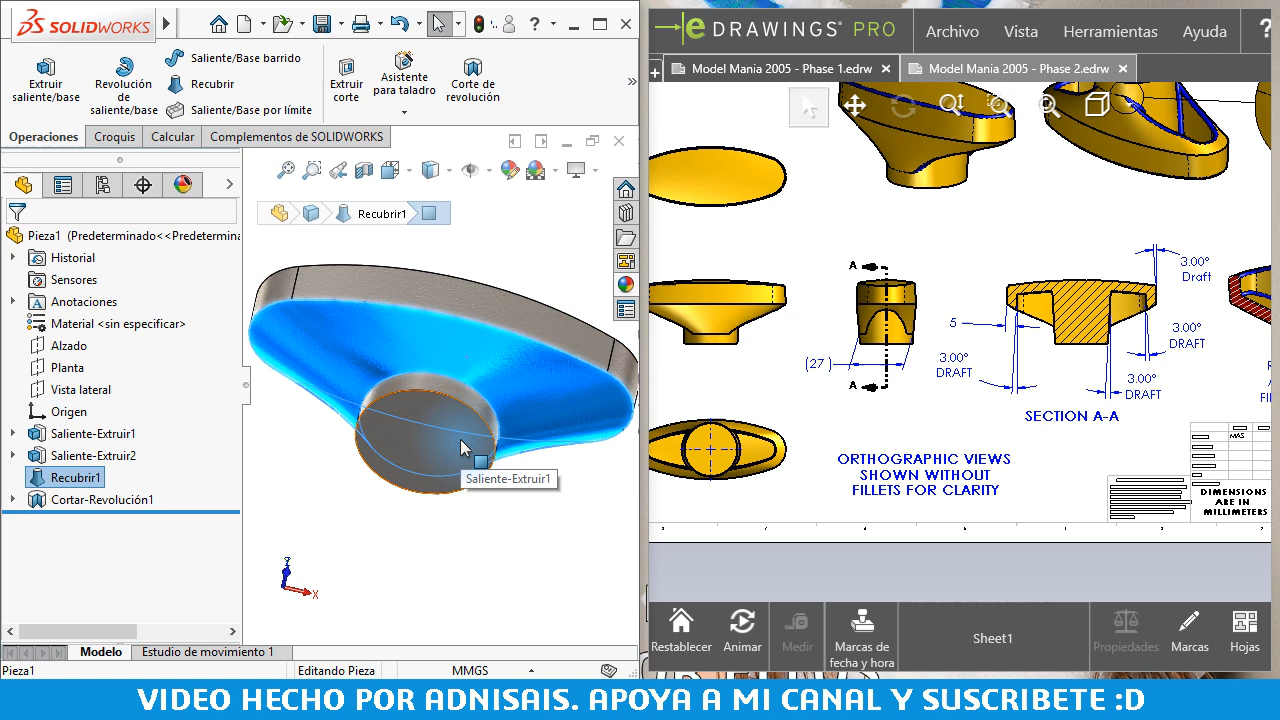 SOLIDWORKS
Extruir saliente/base
Revolución de saliente/base
Saliente/Base barrido
Recubrir
Saliente/Base por límite
Extruir corte
Asistente para taladro
Corte de revolución
Operaciones
Croquis
Calcular
Complementos de SOLIDWORKS
Pieza1 (Predeterminado<<Predetermina
Historial
Sensores
Anotaciones
Material <sin especificar>
Alzado
Planta
Vista lateral
Origen
Saliente-Extruir1
Saliente-Extruir2
Recubrir1
Cortar-Revolución1
Recubrir1
Saliente-Extruir1
Z
X
Modelo
Estudio de movimiento 1
Pieza1
Editando Pieza
MMGS
eDRAWINGS® PRO
Archivo
Vista
Herramientas
Ayuda
?
Model Mania 2005 - Phase 1.edrw
Model Mania 2005 - Phase 2.edrw
A
A
(27 )
5
3.00°
Draft
3.00°
DRAFT
3.00°
DRAFT
3.00°
DRAFT
SECTION A-A
ORTHOGRAPHIC VIEWS
SHOWN WITHOUT
FILLETS FOR CLARITY
MAS
DIMENSIONS
ARE IN
MILLIMETERS
Restablecer
Animar
Medir
Marcas de
fecha y hora
Sheet1
Propiedades
Marcas
Hojas
VIDEO HECHO POR ADNISAIS. APOYA A MI CANAL Y SUSCRIBETE :D